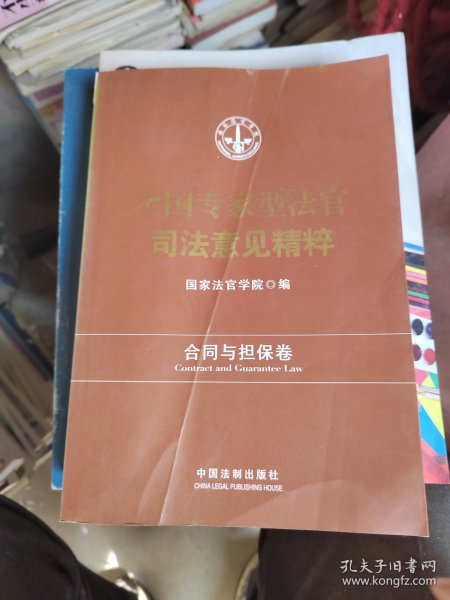 全国专家型法官
司法意见精粹
国家法官学院◎编
合同与担保卷
Contract and Guarantee Law
中国法制出版社
CHINA LEGAL PUBLISHING HOUSE
孔夫子旧书网
www.kongfz.com